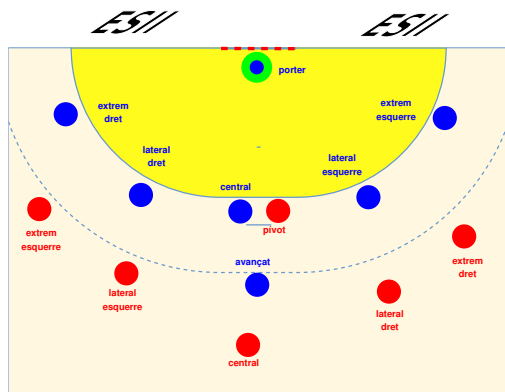 ESII
ESII
porter
extrem
dret
extrem
esquerre
lateral
dret
lateral
esquerre
central
pivot
extrem
esquerre
avançat
extrem
dret
lateral
esquerre
lateral
dret
central